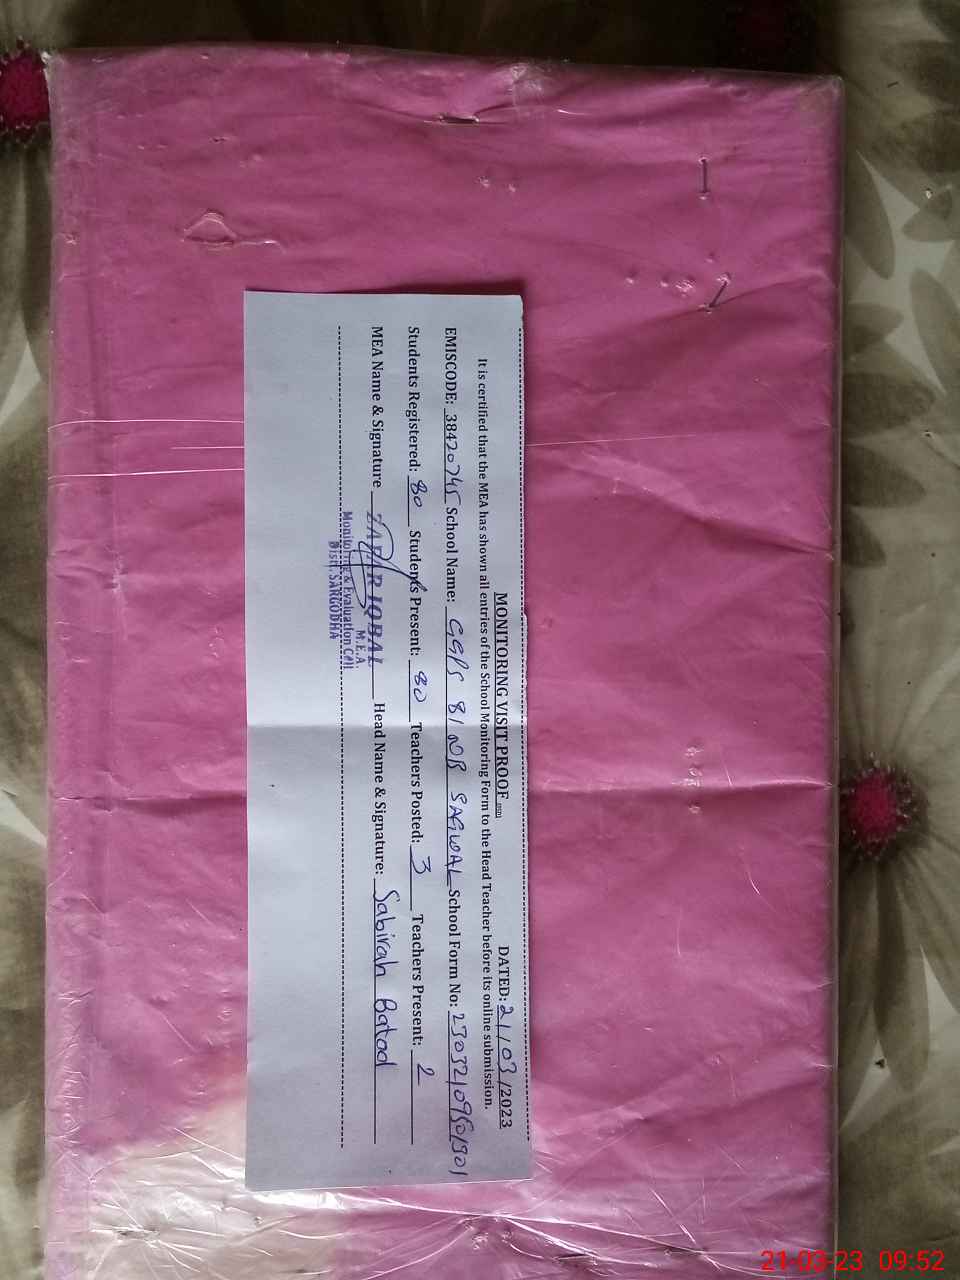 MONITORING VISIT PROOF DATED: 21/03/2023
It is certified that the MEA has shown all entries of the School Monitoring Form to the Head Teacher before its online submission.
EMISCODE: 38420745 School Name: GGPS 81 NB SAGWAL School Form No:
Students Registered: 80 Students Present: 80 Teachers Posted: 3 Teachers Present: 2
MEA Name & Signature ZAFAR IQBAL Head Name & Signature: Sabirah Batool
M.E.A.
Monitoring & Evaluation Cell
Distt. SARGODHA
21-03-23 09:52